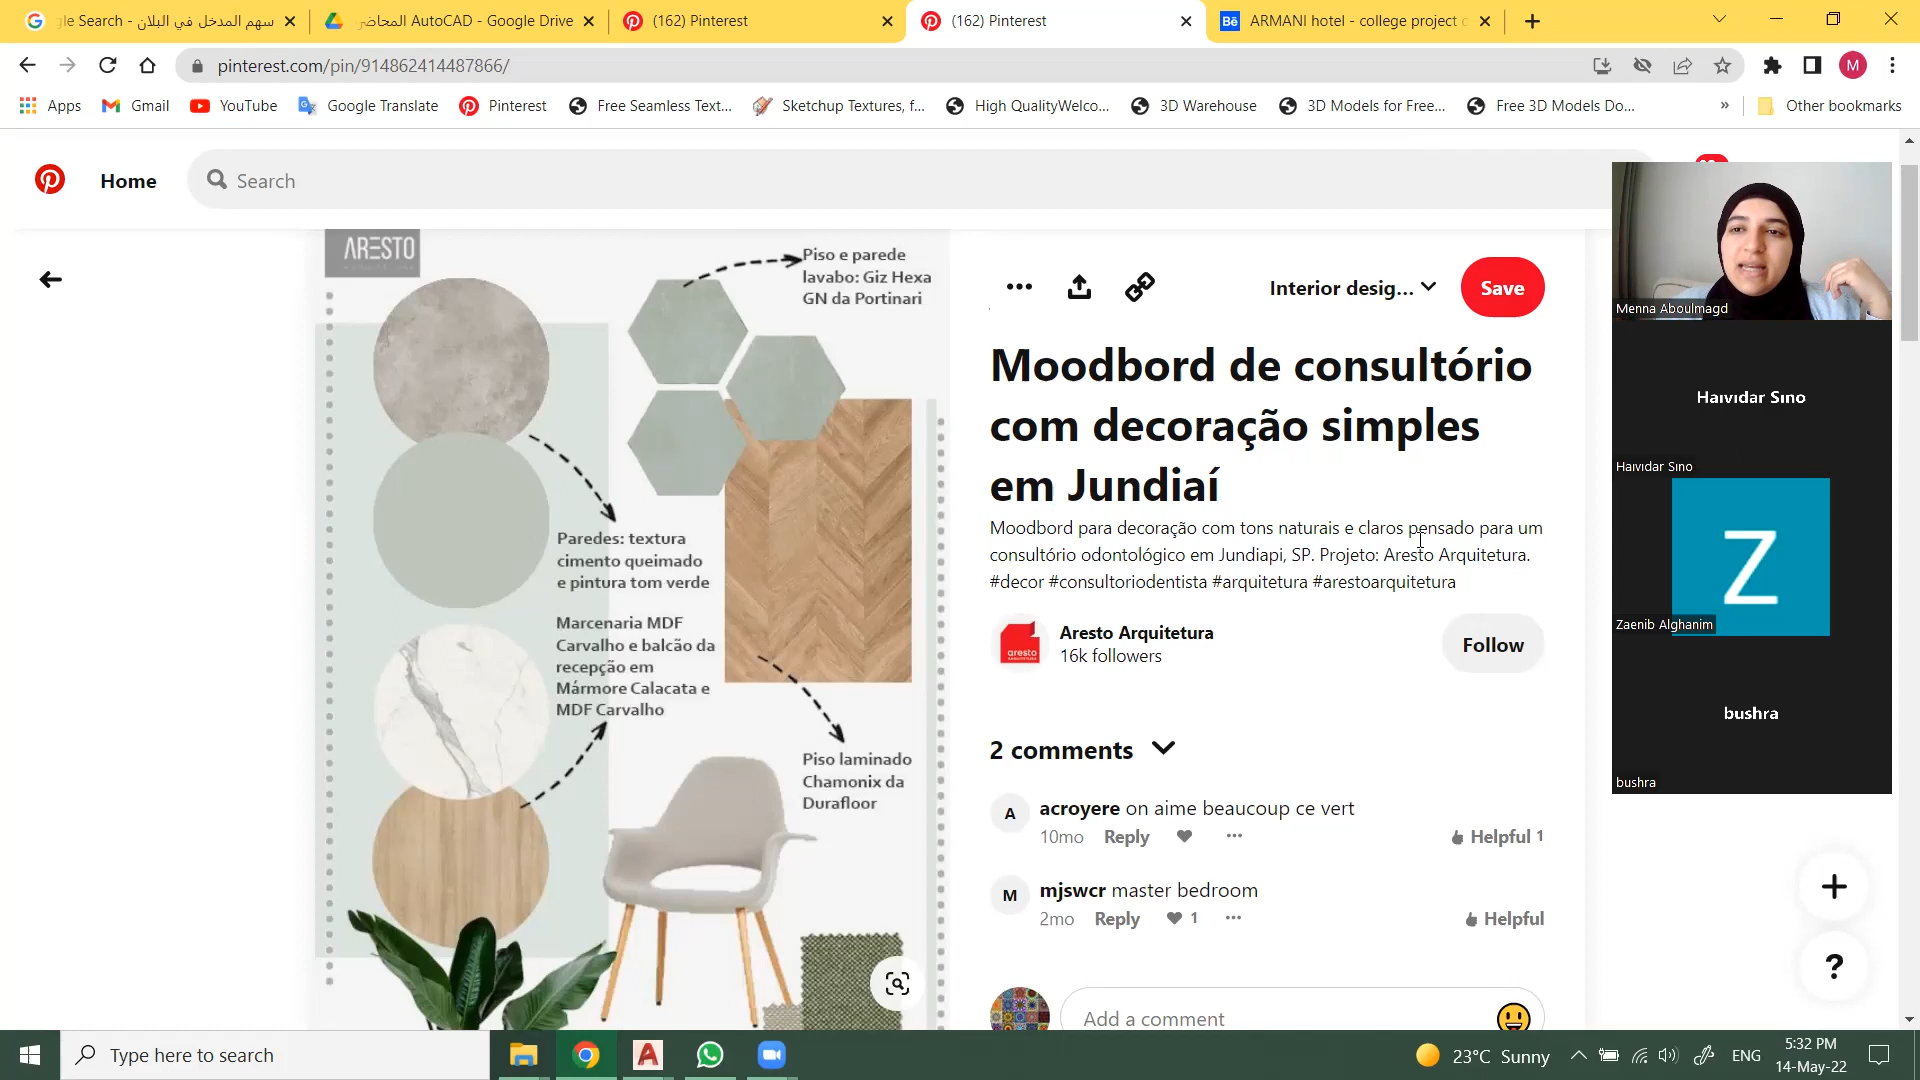 gle Search - سهم المدخل في البلان
المحاضر AutoCAD - Google Drive
(162) Pinterest
(162) Pinterest
ARMANI hotel - college project
pinterest.com/pin/914862414487866/
M
Apps
Gmail
YouTube
Google Translate
Pinterest
Free Seamless Text...
Sketchup Textures, f...
High QualityWelco...
3D Warehouse
3D Models for Free...
Free 3D Models Do...
»
Other bookmarks
Home
Search
ARESTO
Piso e parede
lavabo: Giz Hexa
GN da Portinari
Paredes: textura
cimento queimado
e pintura tom verde
Marcenaria MDF
Carvalho e balcão da
recepção em
Mármore Calacata e
MDF Carvalho
Piso laminado
Chamonix da
Durafloor
Interior desig...
Save
Moodbord de consultório
com decoração simples
em Jundiaí
Moodbord para decoração com tons naturais e claros pensado para um
consultório odontológico em Jundiapi, SP. Projeto: Aresto Arquitetura.
#decor #consultoriodentista #arquitetura #arestoarquitetura
aresto
Aresto Arquitetura
16k followers
Follow
2 comments
A
acroyere on aime beaucoup ce vert
10mo Reply
Helpful 1
M
mjswcr master bedroom
2mo Reply 1
Helpful
Add a comment
Menna Aboulmagd
Haıvıdar Sıno
Haıvıdar Sıno
Z
Zaenib Alghanim
bushra
bushra
+
?
Type here to search
23°C Sunny
ENG
5:32 PM
14-May-22